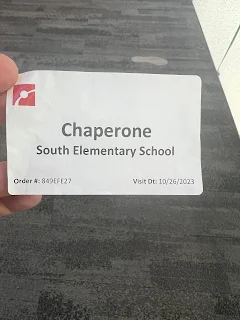 Chaperone
South Elementary School
Order #: 849EFE27 Visit Dt: 10/26/2023